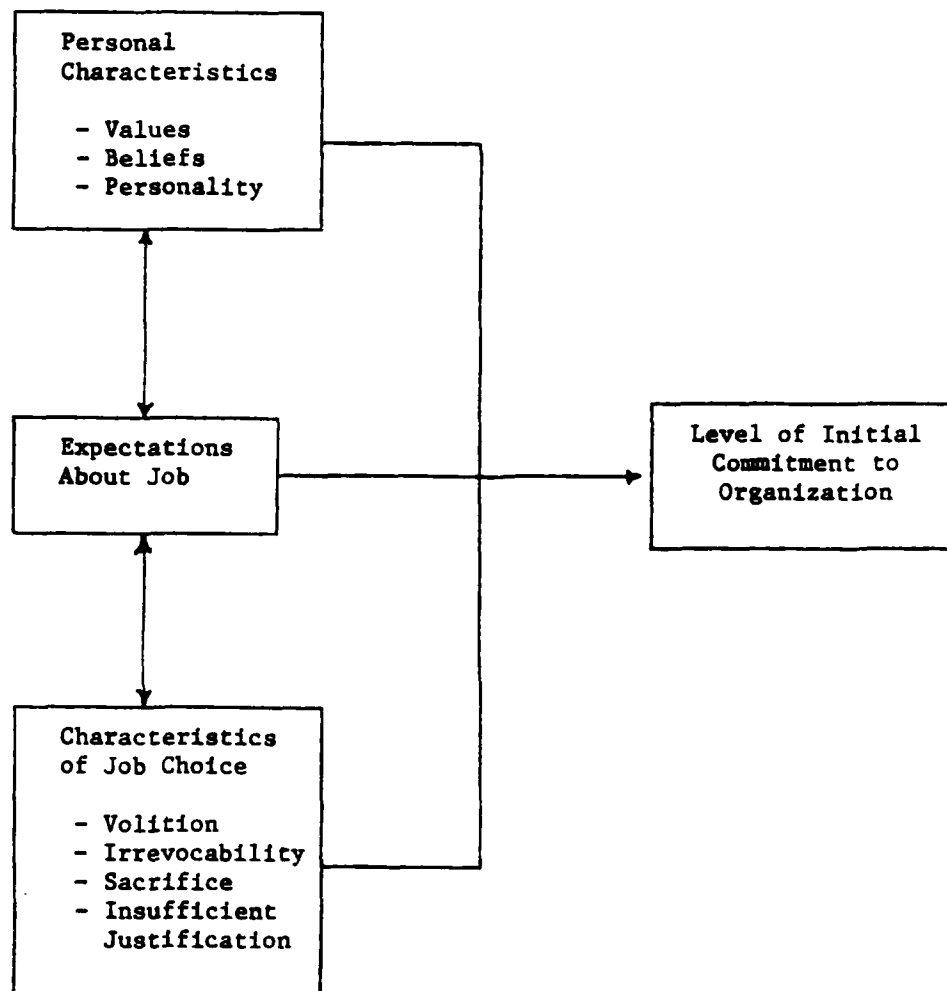 Personal
Characteristics
- Values
- Beliefs
- Personality
Expectations
About Job
Level of Initial
Commitment to
Organization
Characteristics
of Job Choice
- Volition
- Irrevocability
- Sacrifice
- Insufficient
Justification